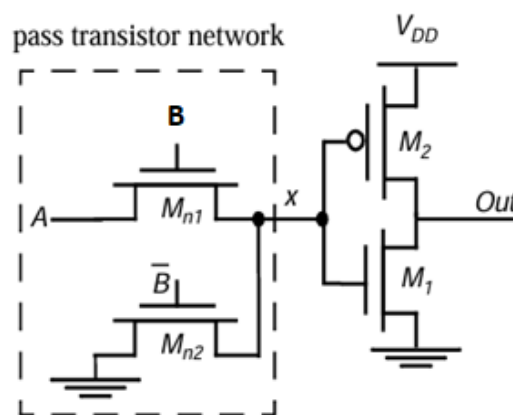 pass transistor network
V_DD
B
M_2
A
M_n1
x
Out
B̅
M_1
M_n2